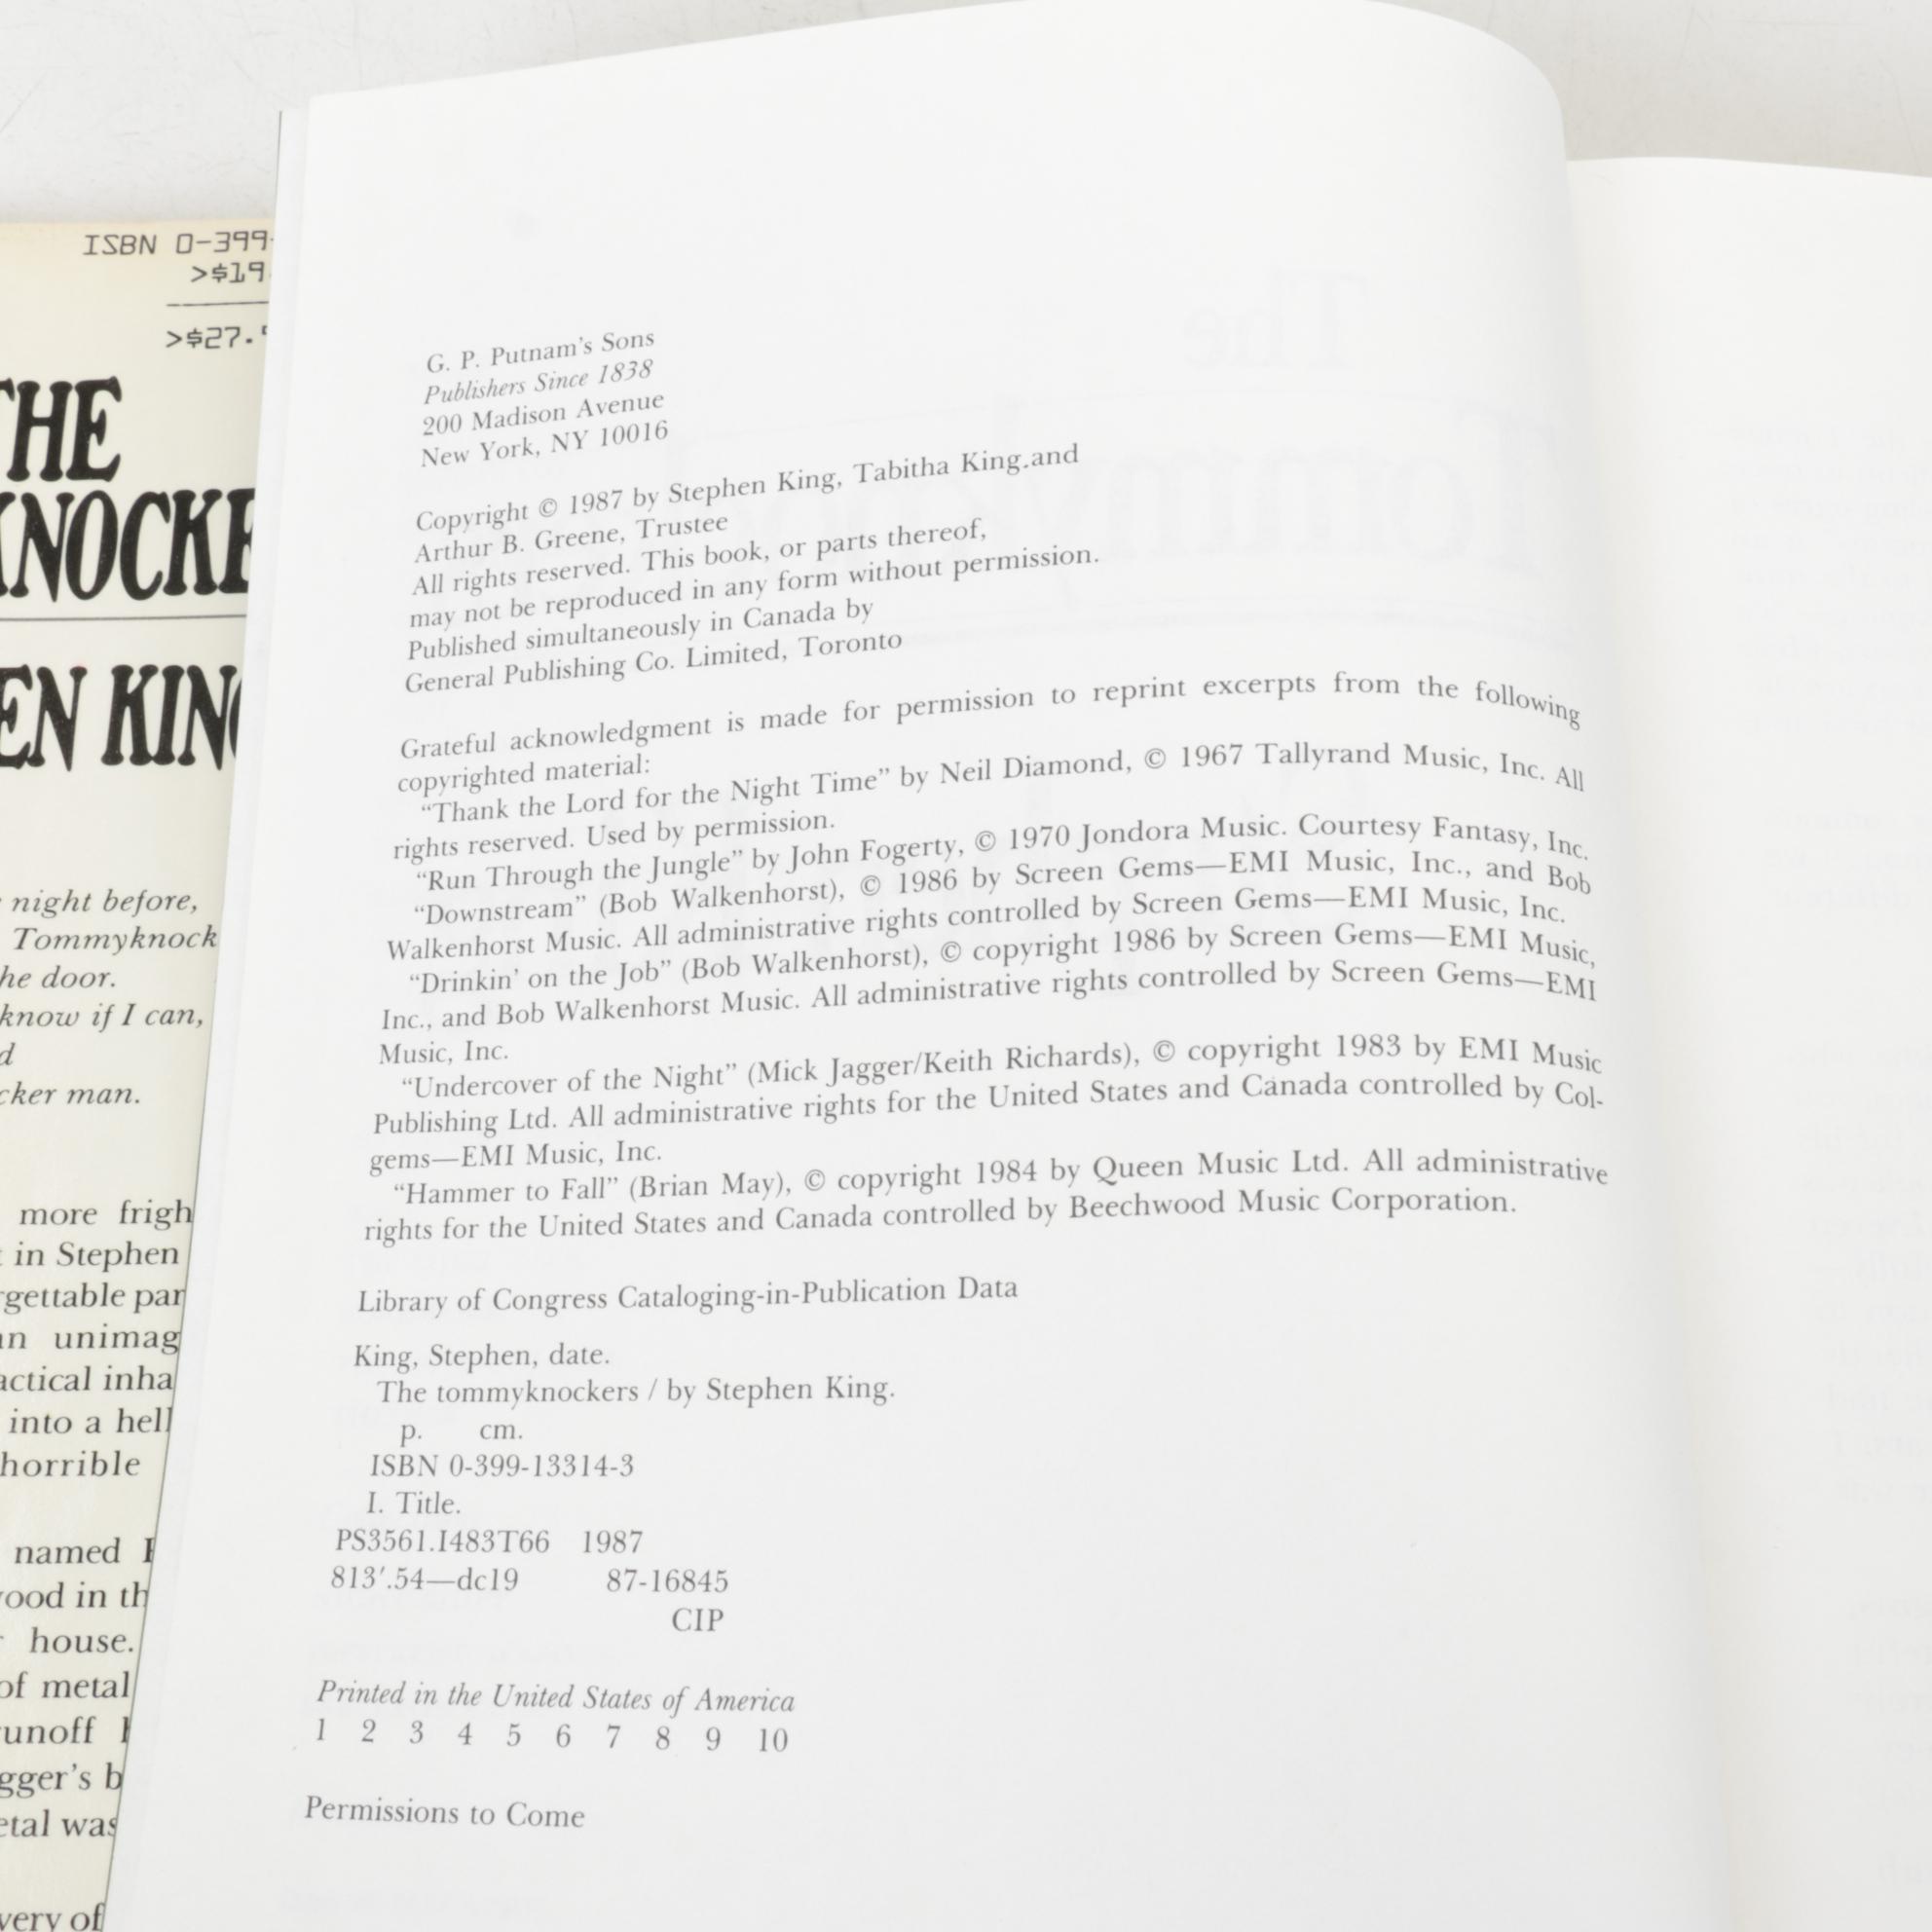 ISBN 0-399-
>$19.
>$27.
THE
KNOCKE
EN KING
night before,
Tommyknock
he door.
know if I can,
d
cker man.
more frigh
in Stephen
rgettable par
an unimag
actical inha
into a hell
horrible
named
ood in th
house.
of metal
unoff
gger's b
etal was
very of
G. P. Putnam's Sons
Publishers Since 1838
200 Madison Avenue
New York, NY 10016
Copyright © 1987 by Stephen King, Tabitha King.and
Arthur B. Greene, Trustee
All rights reserved. This book, or parts thereof,
may not be reproduced in any form without permission.
Published simultaneously in Canada by
General Publishing Co. Limited, Toronto
Grateful acknowledgment is made for permission to reprint excerpts from the following
copyrighted material:
“Thank the Lord for the Night Time” by Neil Diamond, © 1967 Tallyrand Music, Inc. All
rights reserved. Used by permission.
“Run Through the Jungle” by John Fogerty, © 1970 Jondora Music. Courtesy Fantasy, Inc.
“Downstream” (Bob Walkenhorst), © 1986 by Screen Gems—EMI Music, Inc., and Bob
Walkenhorst Music. All administrative rights controlled by Screen Gems—EMI Music, Inc.
“Drinkin’ on the Job” (Bob Walkenhorst), © copyright 1986 by Screen Gems—EMI Music,
Inc., and Bob Walkenhorst Music. All administrative rights controlled by Screen Gems—EMI
Music, Inc.
“Undercover of the Night” (Mick Jagger/Keith Richards), © copyright 1983 by EMI Music
Publishing Ltd. All administrative rights for the United States and Canada controlled by Col-
gems—EMI Music, Inc.
“Hammer to Fall” (Brian May), © copyright 1984 by Queen Music Ltd. All administrative
rights for the United States and Canada controlled by Beechwood Music Corporation.
Library of Congress Cataloging-in-Publication Data
King, Stephen, date.
The tommyknockers / by Stephen King.
p. cm.
ISBN 0-399-13314-3
I. Title.
PS3561.I483T66 1987
813′.54—dc19 87-16845
CIP
Printed in the United States of America
1 2 3 4 5 6 7 8 9 10
Permissions to Come